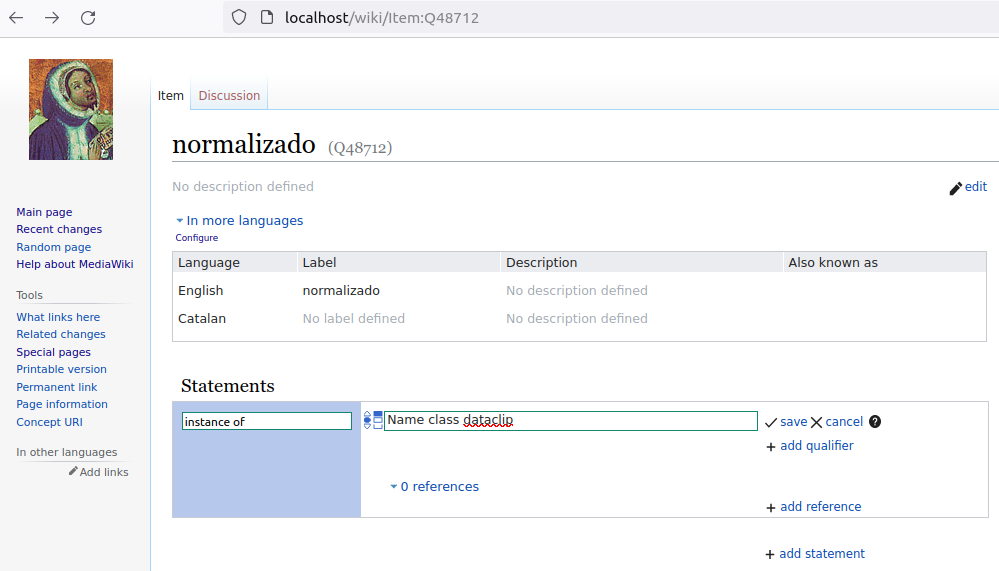 localhost/wiki/Item:Q48712
Item Discussion
normalizado (Q48712)
No description defined
edit
In more languages
Configure
Language Label Description Also known as
English normalizado No description defined
Catalan No label defined No description defined
Main page
Recent changes
Random page
Help about MediaWiki
Tools
What links here
Related changes
Special pages
Printable version
Permanent link
Page information
Concept URI
In other languages
Add links
Statements
instance of
Name class dataclip
save cancel ?
+ add qualifier
0 references
+ add reference
+ add statement